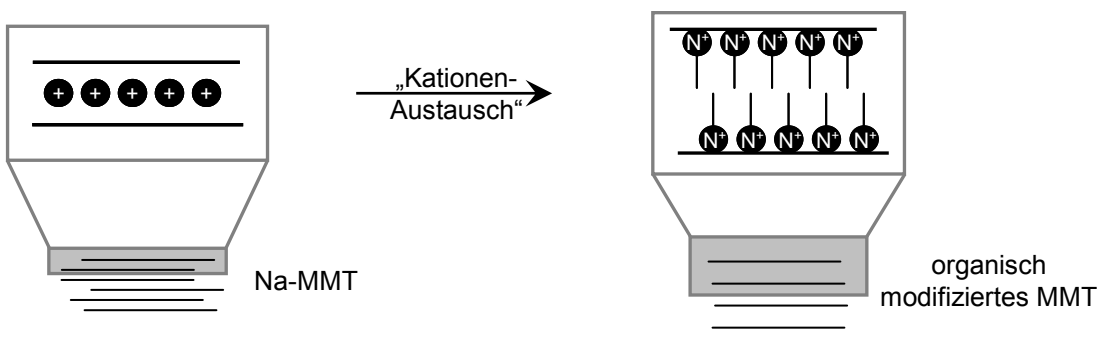 + + + + +
„Kationen-
Austausch“
N⁺ N⁺ N⁺ N⁺ N⁺
N⁺ N⁺ N⁺ N⁺ N⁺
Na-MMT
organisch
modifiziertes MMT